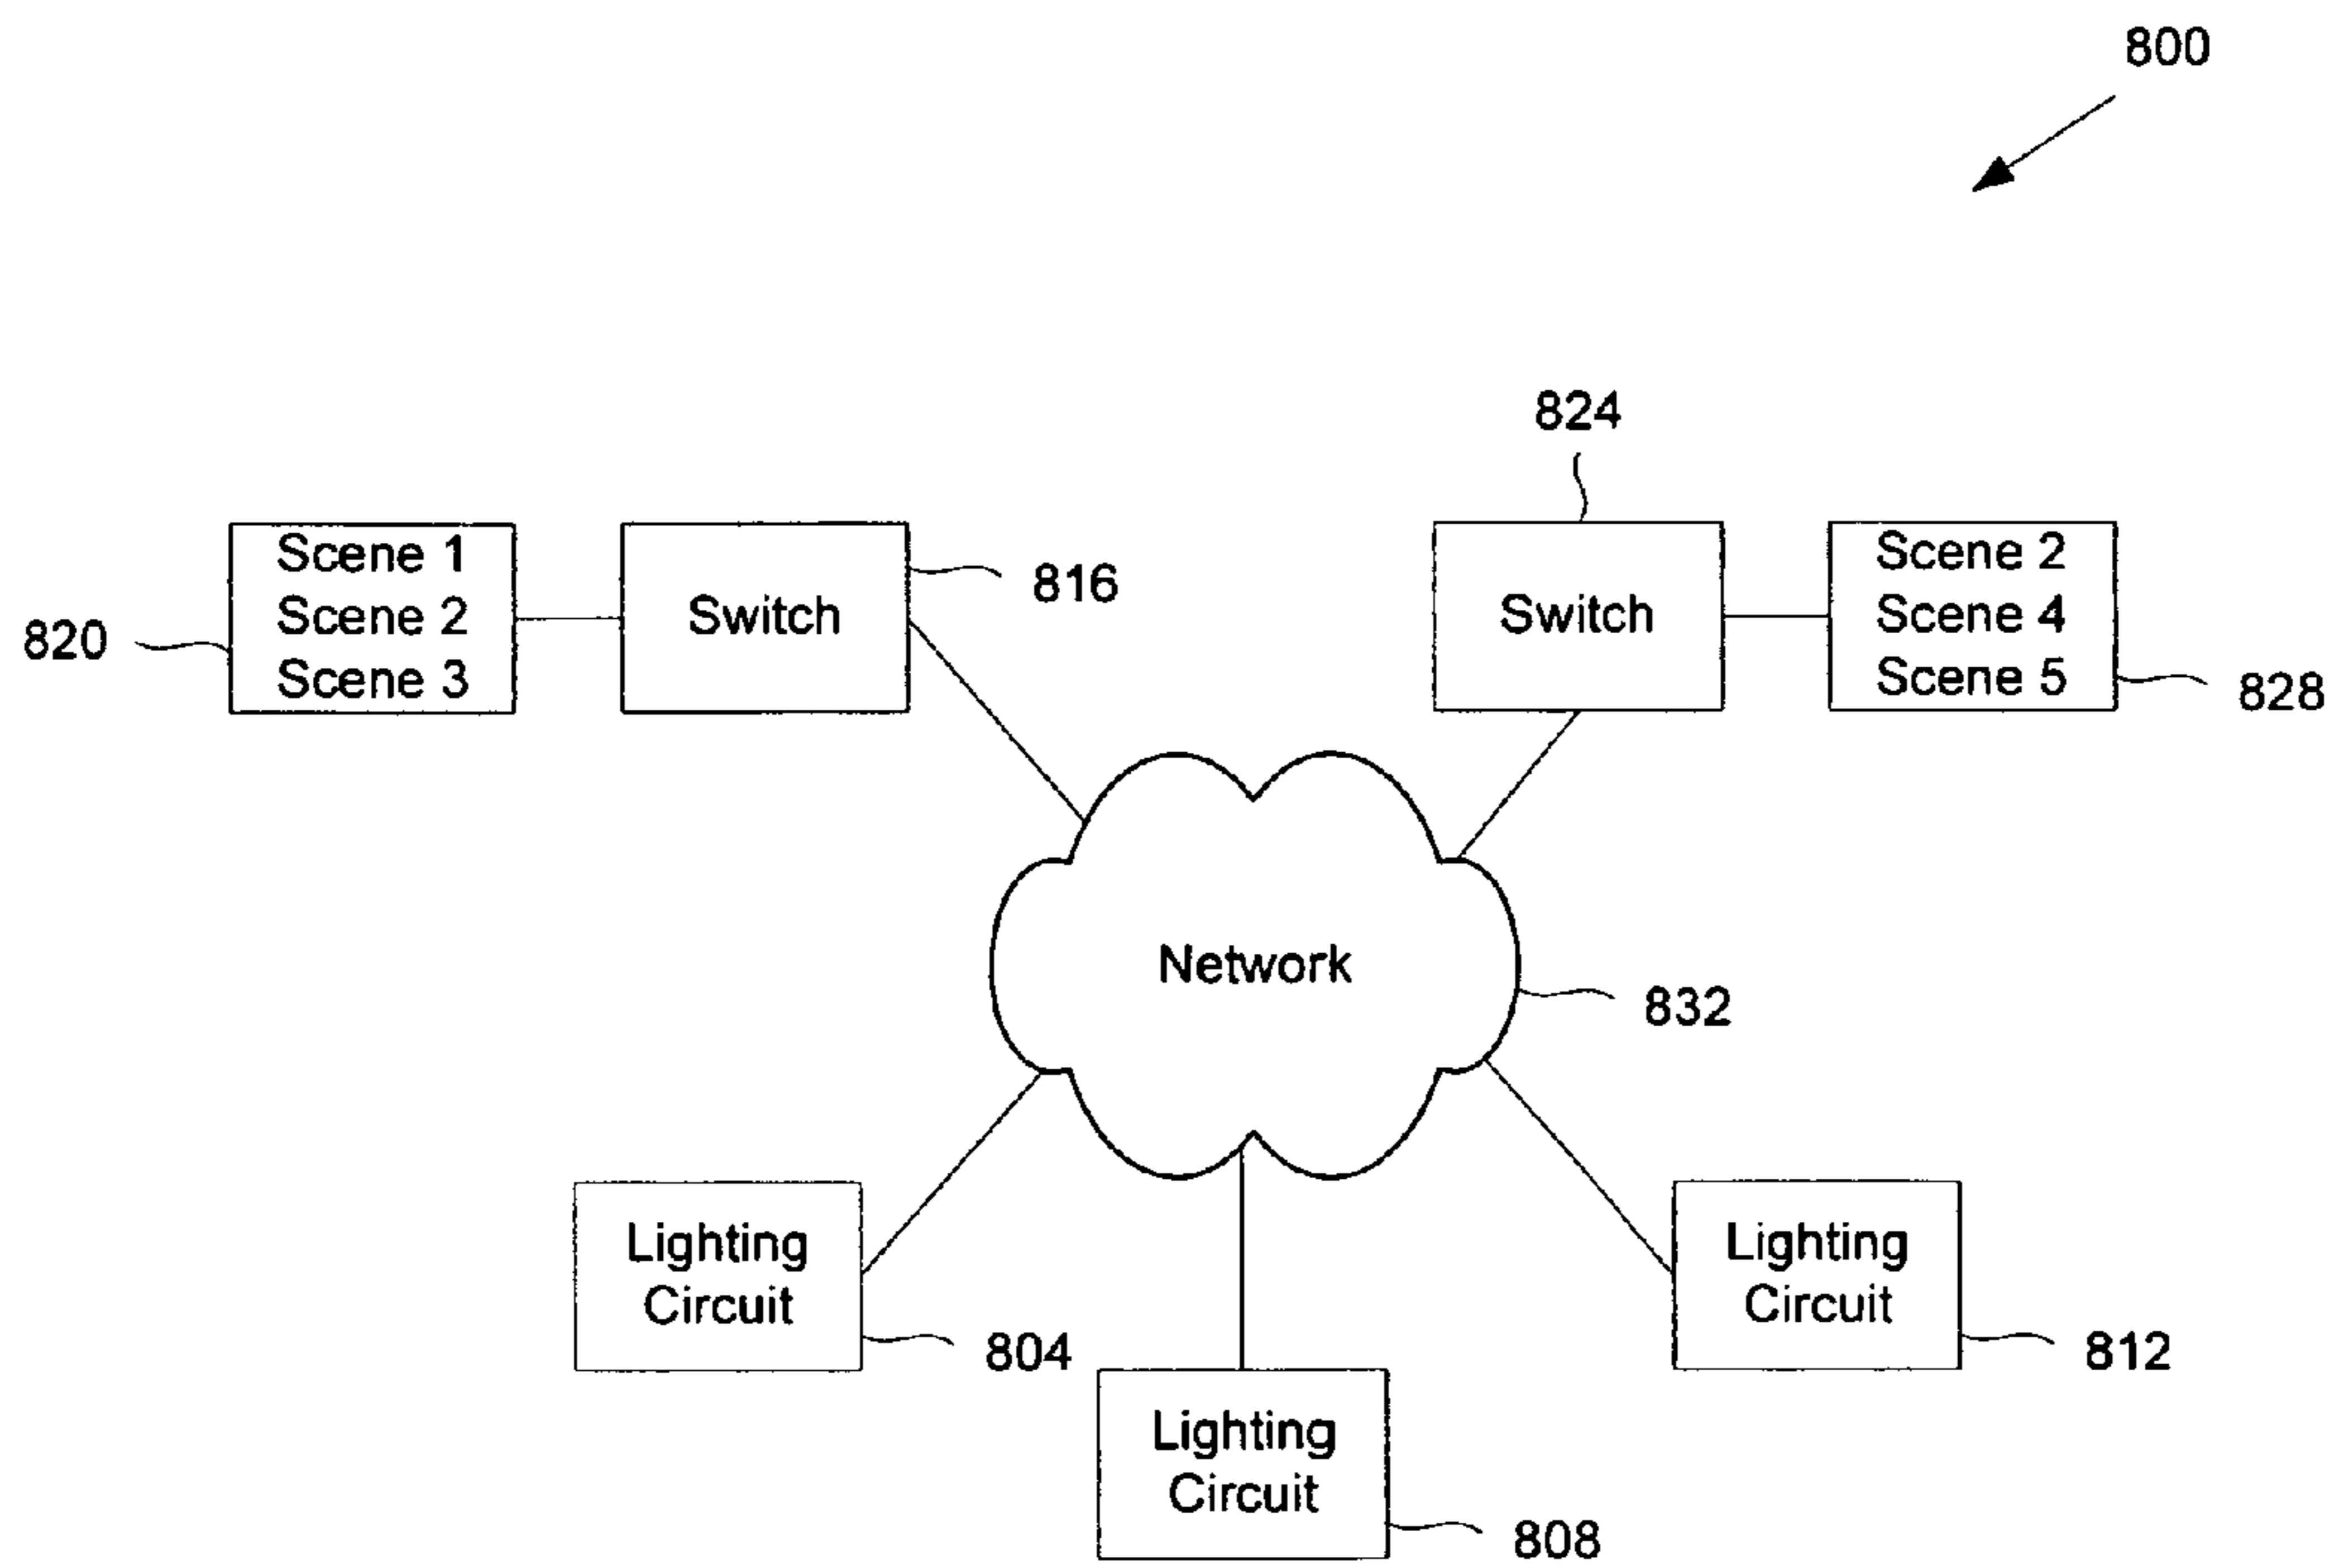 800
824
Scene 1
Scene 2
Scene 3
820
Switch
816
Switch
Scene 2
Scene 4
Scene 5
828
Network
832
Lighting
Circuit
804
Lighting
Circuit
812
Lighting
Circuit
808